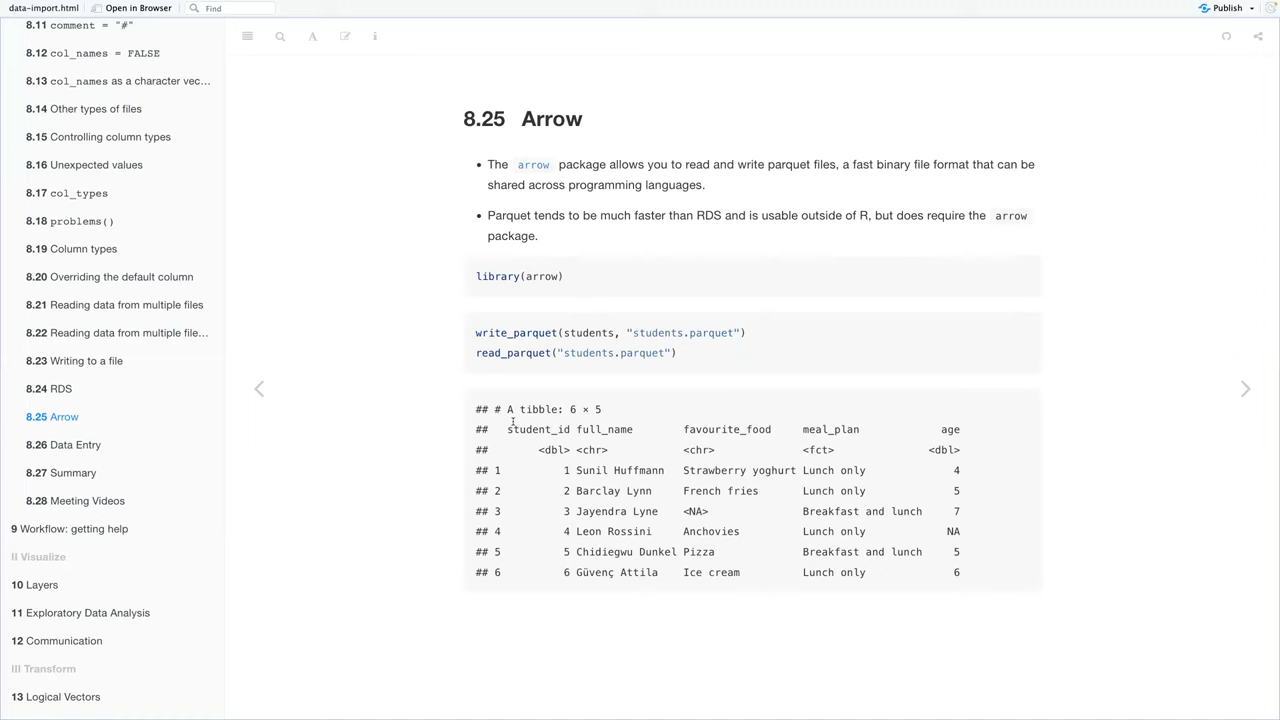 data-import.html
Open in Browser
Find
Publish
8.11 comment = "#"
8.12 col_names = FALSE
8.13 col_names as a character vec…
8.14 Other types of files
8.15 Controlling column types
8.16 Unexpected values
8.17 col_types
8.18 problems()
8.19 Column types
8.20 Overriding the default column
8.21 Reading data from multiple files
8.22 Reading data from multiple file…
8.23 Writing to a file
8.24 RDS
8.25 Arrow
8.26 Data Entry
8.27 Summary
8.28 Meeting Videos
9 Workflow: getting help
II Visualize
10 Layers
11 Exploratory Data Analysis
12 Communication
III Transform
13 Logical Vectors
8.25 Arrow
• The arrow package allows you to read and write parquet files, a fast binary file format that can be
shared across programming languages.
• Parquet tends to be much faster than RDS and is usable outside of R, but does require the arrow
package.
library(arrow)
write_parquet(students, "students.parquet")
read_parquet("students.parquet")
## # A tibble: 6 × 5
##   student_id full_name        favourite_food     meal_plan             age
##        <dbl> <chr>            <chr>              <fct>               <dbl>
## 1          1 Sunil Huffmann   Strawberry yoghurt Lunch only              4
## 2          2 Barclay Lynn     French fries       Lunch only              5
## 3          3 Jayendra Lyne    <NA>               Breakfast and lunch     7
## 4          4 Leon Rossini     Anchovies          Lunch only             NA
## 5          5 Chidiegwu Dunkel Pizza              Breakfast and lunch     5
## 6          6 Güvenç Attila    Ice cream          Lunch only              6